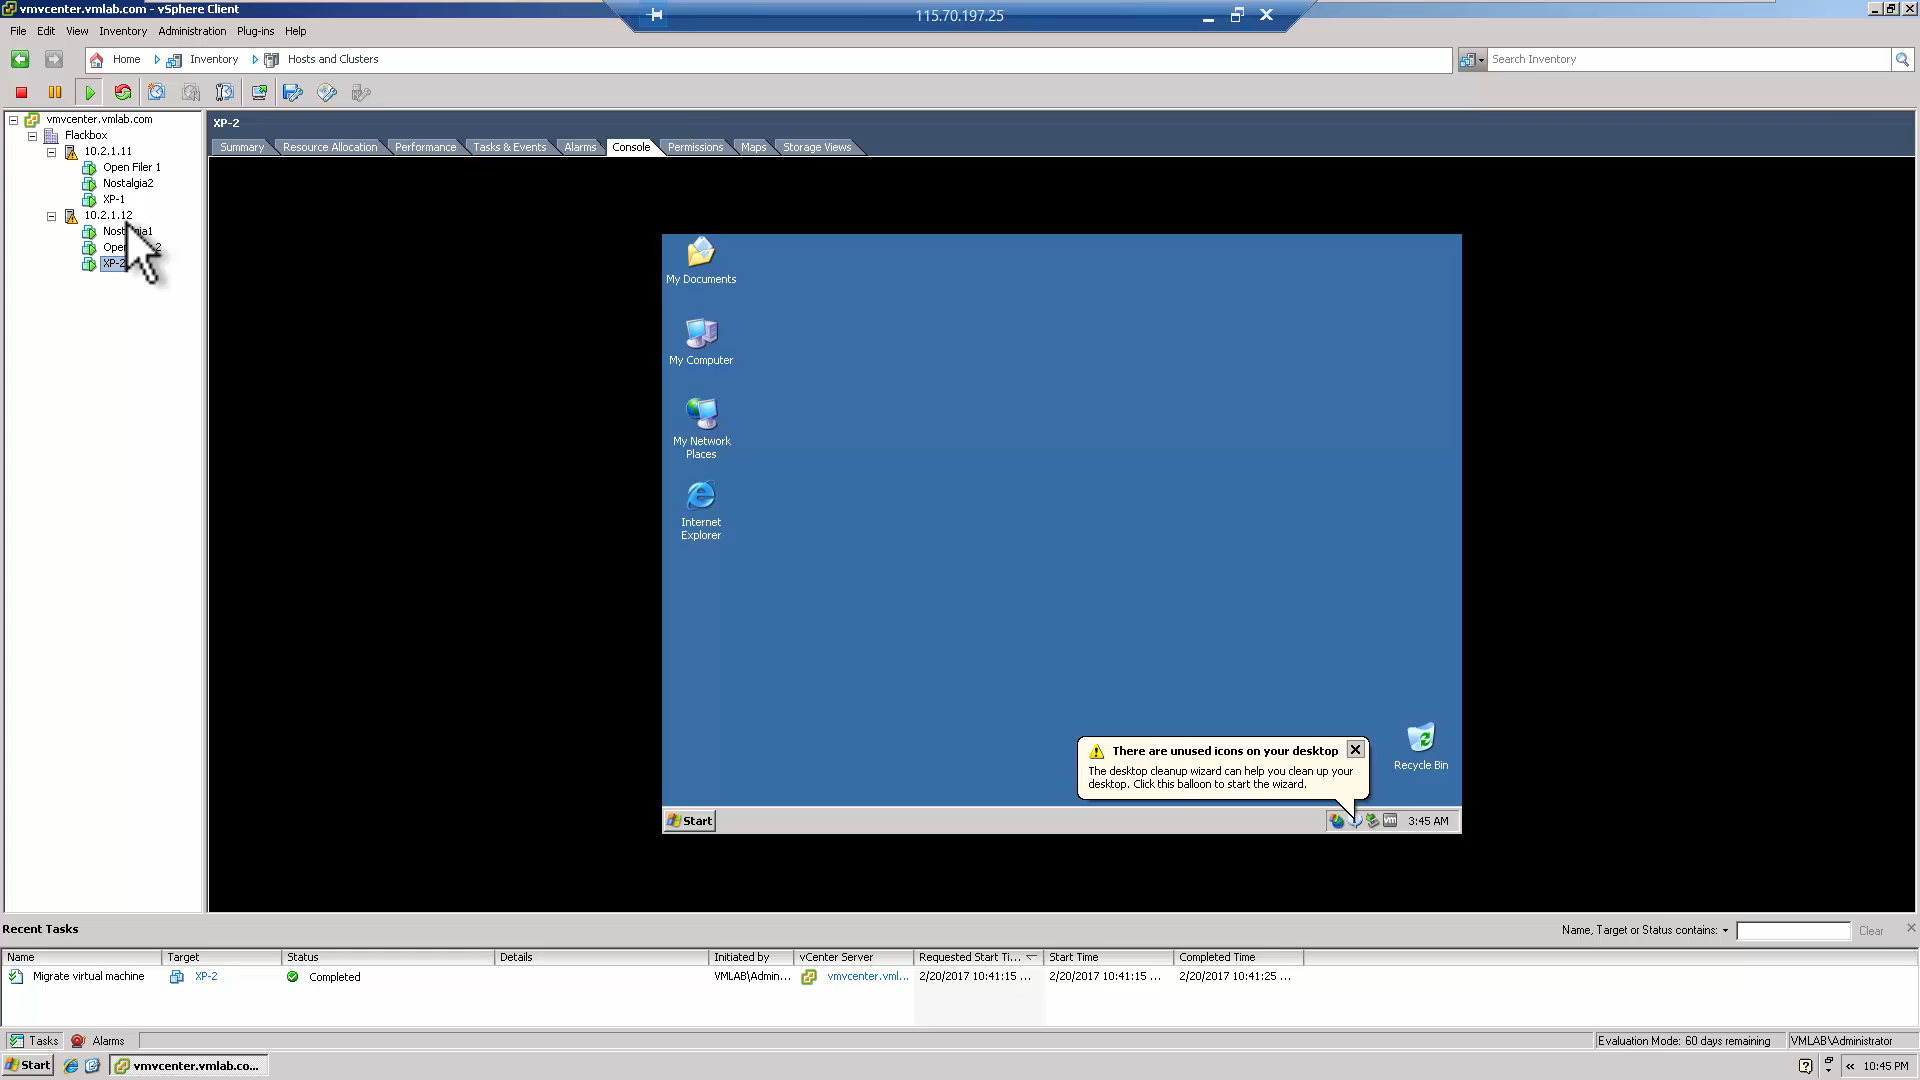 vmvcenter.vmlab.com - vSphere Client
115.70.197.25
File Edit View Inventory Administration Plug-ins Help
Home Inventory Hosts and Clusters
Search Inventory
vmvcenter.vmlab.com
Flackbox
10.2.1.11
Open Filer 1
Nostalgia2
XP-1
10.2.1.12
XP-2
XP-2
Summary Resource Allocation Performance Tasks & Events Alarms Console Permissions Maps Storage Views
My Documents
My Computer
My Network
Places
Internet
Explorer
There are unused icons on your desktop
The desktop cleanup wizard can help you clean up your
desktop. Click this balloon to start the wizard.
Recycle Bin
Start
vm
3:45 AM
Recent Tasks
Name, Target or Status contains:
Clear
Name Target Status Details Initiated by vCenter Server Requested Start Ti... Start Time Completed Time
Migrate virtual machine XP-2 Completed VMLAB\Admin... vmvcenter.vml... 2/20/2017 10:41:15 ... 2/20/2017 10:41:15 ... 2/20/2017 10:41:25 ...
Tasks Alarms
Evaluation Mode: 60 days remaining
VMLAB\Administrator
Start
vmvcenter.vmlab.co...
10:45 PM